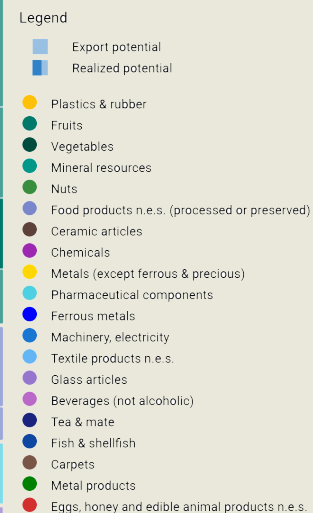 Legend
Export potential
Realized potential
Plastics & rubber
Fruits
Vegetables
Mineral resources
Nuts
Food products n.e.s. (processed or preserved)
Ceramic articles
Chemicals
Metals (except ferrous & precious)
Pharmaceutical components
Ferrous metals
Machinery, electricity
Textile products n.e.s.
Glass articles
Beverages (not alcoholic)
Tea & mate
Fish & shellfish
Carpets
Metal products
Eggs, honey and edible animal products n.e.s.